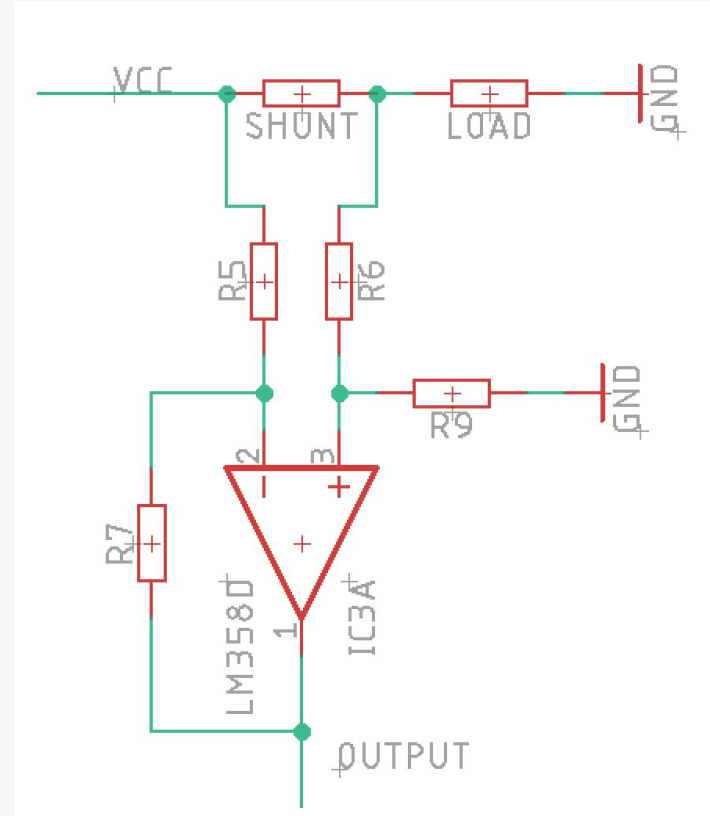 VCC
SHUNT
LOAD
GND
R5
R6
R9
GND
2
3
−
+
R7
LM358D
1
IC3A
OUTPUT